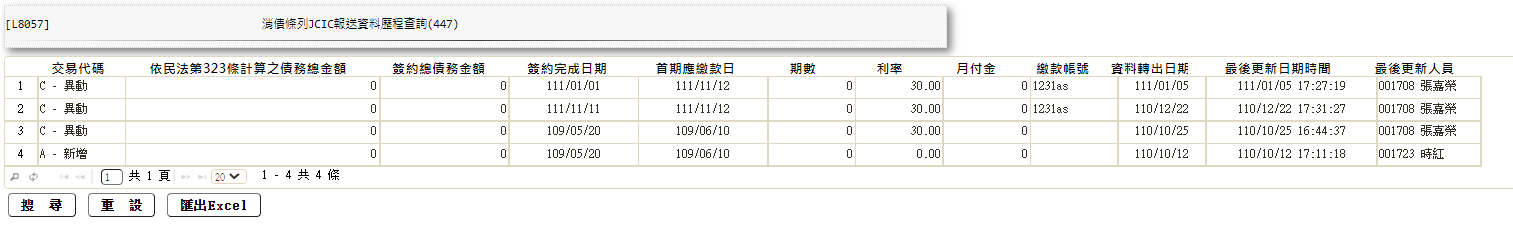 [L8057] 消債條例JCIC報送資料歷程查詢(447)
交易代碼 依民法第323條計算之債務總金額 簽約總債務金額 簽約完成日期 首期應繳款日 期數 利率 月付金 繳款帳號 資料轉出日期 最後更新日期時間 最後更新人員
1 C - 異動 0 0 111/01/01 111/11/12 0 30.00 0 1231as 111/01/05 111/01/05 17:27:19 001708 張嘉榮
2 C - 異動 0 0 111/11/11 111/11/12 0 30.00 0 1231as 110/12/22 110/12/22 17:31:27 001708 張嘉榮
3 C - 異動 0 0 109/05/20 109/06/10 0 30.00 0 110/10/25 110/10/25 16:44:37 001708 張嘉榮
4 A - 新增 0 0 109/05/20 109/06/10 0 0.00 0 110/10/12 110/10/12 17:11:18 001723 時紅
1 共 1 頁 20 1 - 4 共 4 條
搜 尋 重 設 匯出Excel